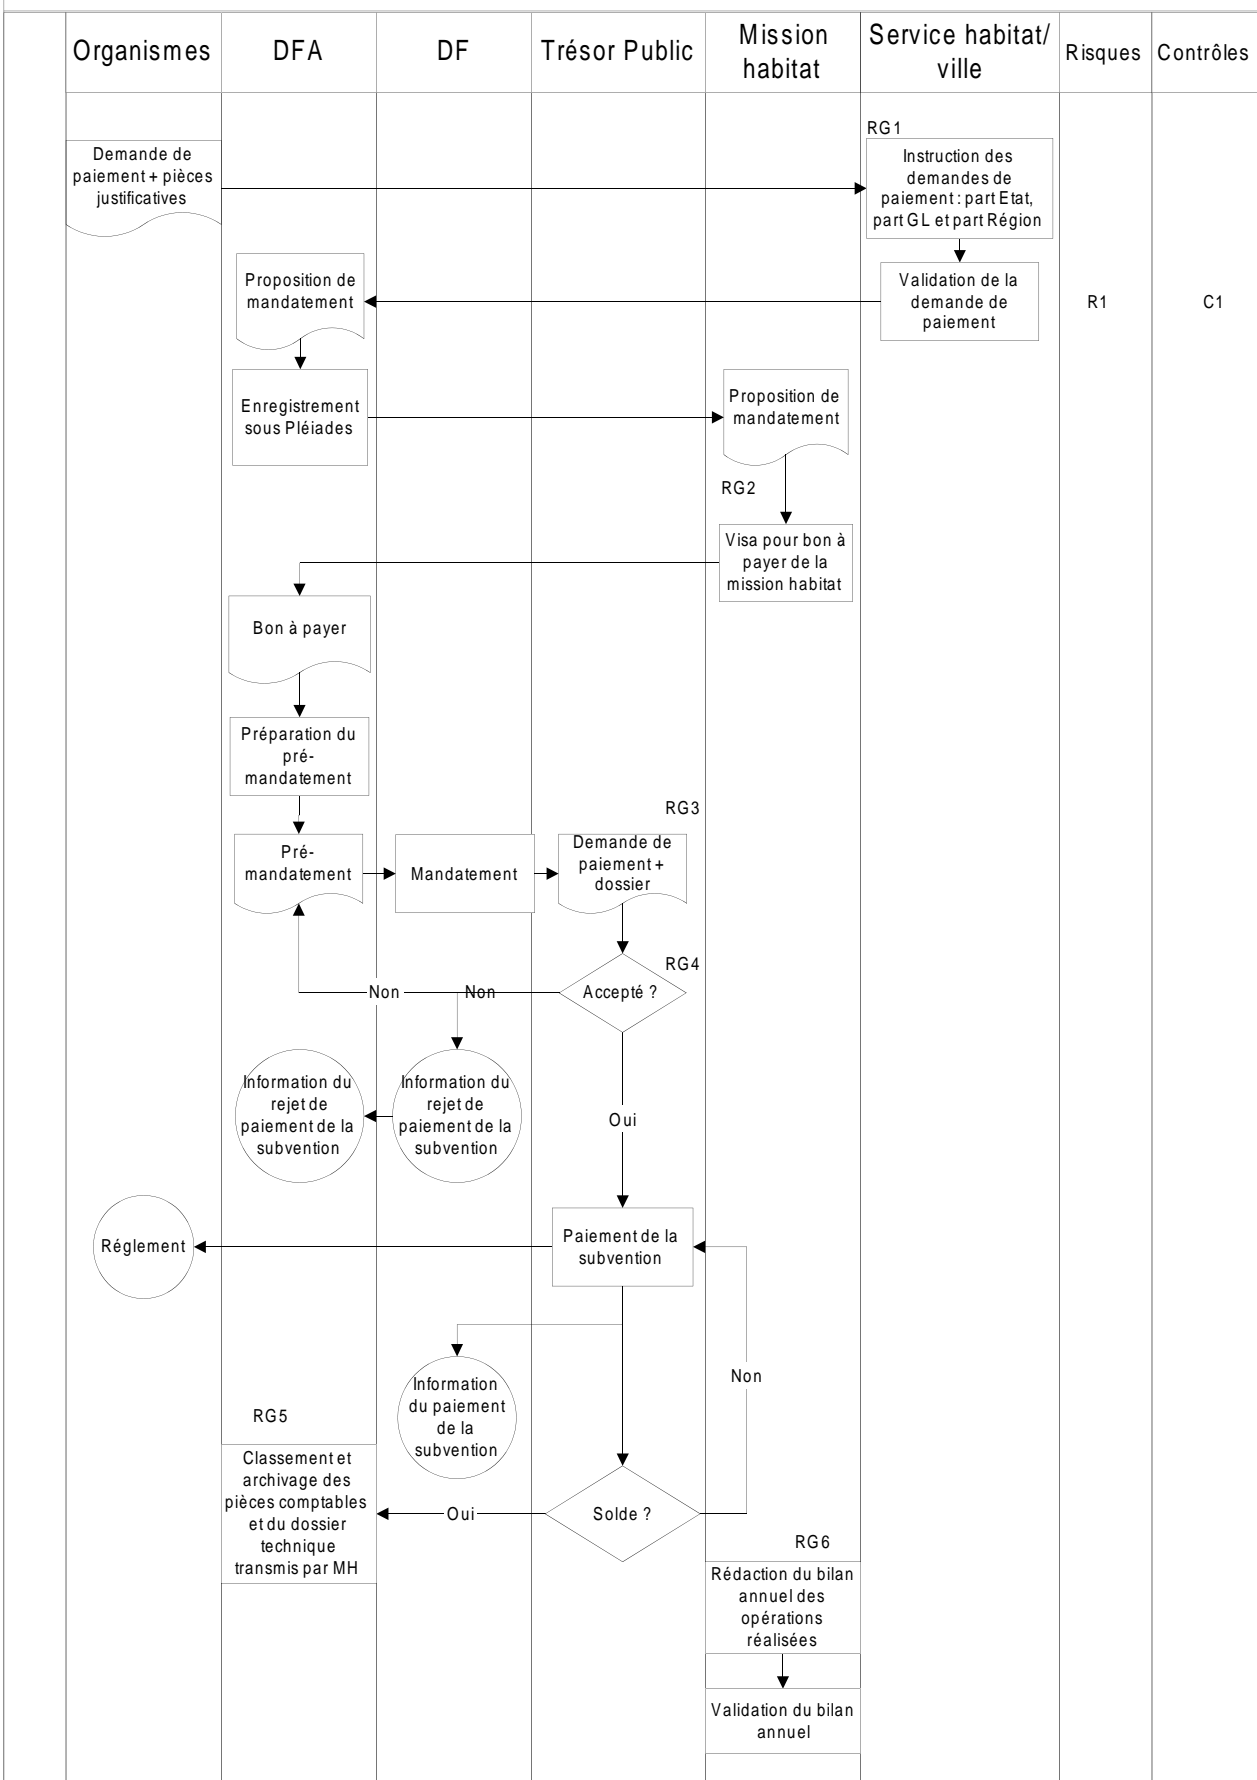 Organismes
DFA
DF
Trésor Public
Mission
habitat
Service habitat/
ville
Risques
Contrôles
RG1
Demande de
paiement + pièces
justificatives
Instruction des
demandes de
paiement : part Etat,
part GL et part Région
Proposition de
mandatement
Validation de la
demande de
paiement
R1
C1
Enregistrement
sous Pléiades
Proposition de
mandatement
RG2
Visa pour bon à
payer de la
mission habitat
Bon à payer
Préparation du
pré-
mandatement
RG3
Pré-
mandatement
Mandatement
Demande de
paiement +
dossier
RG4
Non
Non
Accepté ?
Information du
rejet de
paiement de la
subvention
Information du
rejet de
paiement de la
subvention
Oui
Réglement
Paiement de la
subvention
Non
Information
du paiement
de la
subvention
RG5
Classement et
archivage des
pièces comptables
et du dossier
technique
transmis par MH
Oui
Solde ?
RG6
Rédaction du bilan
annuel des
opérations
réalisées
Validation du bilan
annuel